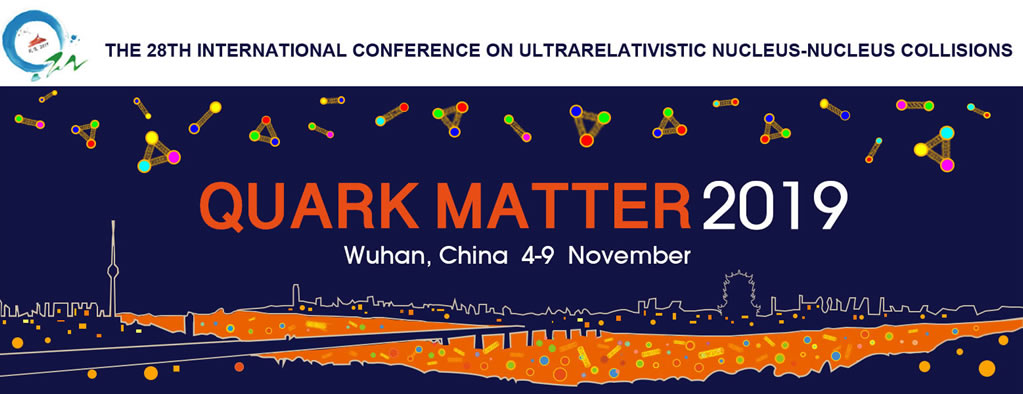 THE 28TH INTERNATIONAL CONFERENCE ON ULTRARELATIVISTIC NUCLEUS-NUCLEUS COLLISIONS
QUARK MATTER 2019
Wuhan, China 4-9 November